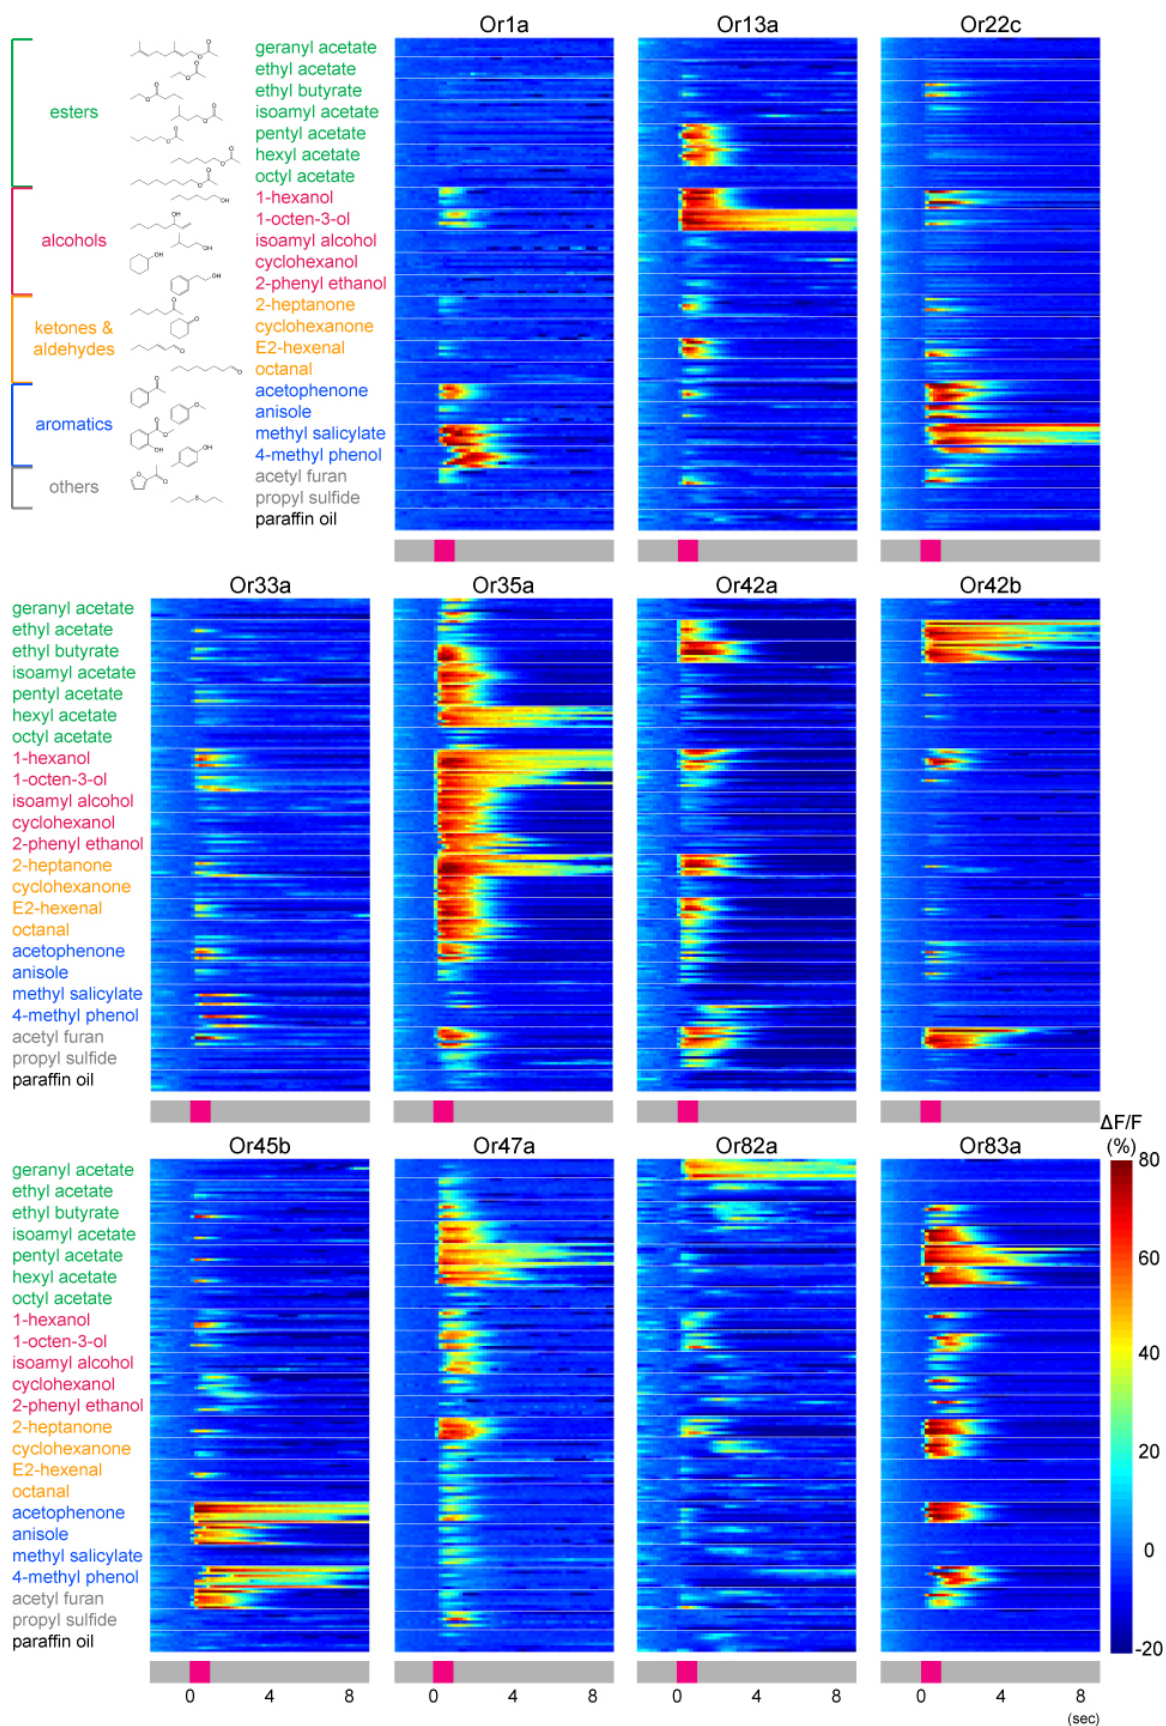 Or1a Or13a Or22c
esters
alcohols
ketones &
aldehydes
aromatics
others
geranyl acetate
ethyl acetate
ethyl butyrate
isoamyl acetate
pentyl acetate
hexyl acetate
octyl acetate
1-hexanol
1-octen-3-ol
isoamyl alcohol
cyclohexanol
2-phenyl ethanol
2-heptanone
cyclohexanone
E2-hexenal
octanal
acetophenone
anisole
methyl salicylate
4-methyl phenol
acetyl furan
propyl sulfide
paraffin oil
Or33a Or35a Or42a Or42b
geranyl acetate
ethyl acetate
ethyl butyrate
isoamyl acetate
pentyl acetate
hexyl acetate
octyl acetate
1-hexanol
1-octen-3-ol
isoamyl alcohol
cyclohexanol
2-phenyl ethanol
2-heptanone
cyclohexanone
E2-hexenal
octanal
acetophenone
anisole
methyl salicylate
4-methyl phenol
acetyl furan
propyl sulfide
paraffin oil
Or45b Or47a Or82a Or83a
geranyl acetate
ethyl acetate
ethyl butyrate
isoamyl acetate
pentyl acetate
hexyl acetate
octyl acetate
1-hexanol
1-octen-3-ol
isoamyl alcohol
cyclohexanol
2-phenyl ethanol
2-heptanone
cyclohexanone
E2-hexenal
octanal
acetophenone
anisole
methyl salicylate
4-methyl phenol
acetyl furan
propyl sulfide
paraffin oil
ΔF/F
(%)
80
60
40
20
0
-20
0 4 8 0 4 8 0 4 8 0 4 8
(sec)